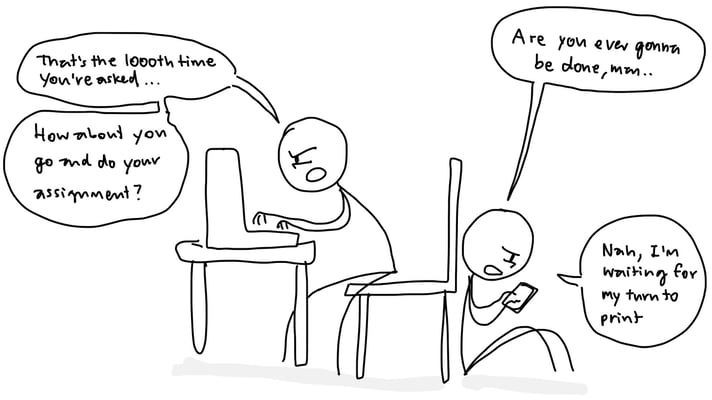 Are you ever gonna
be done, man..
That's the 1000th time
You're asked ...
How about you
go and do your
assignment?
Nah, I'm
waiting for
my turn to
print